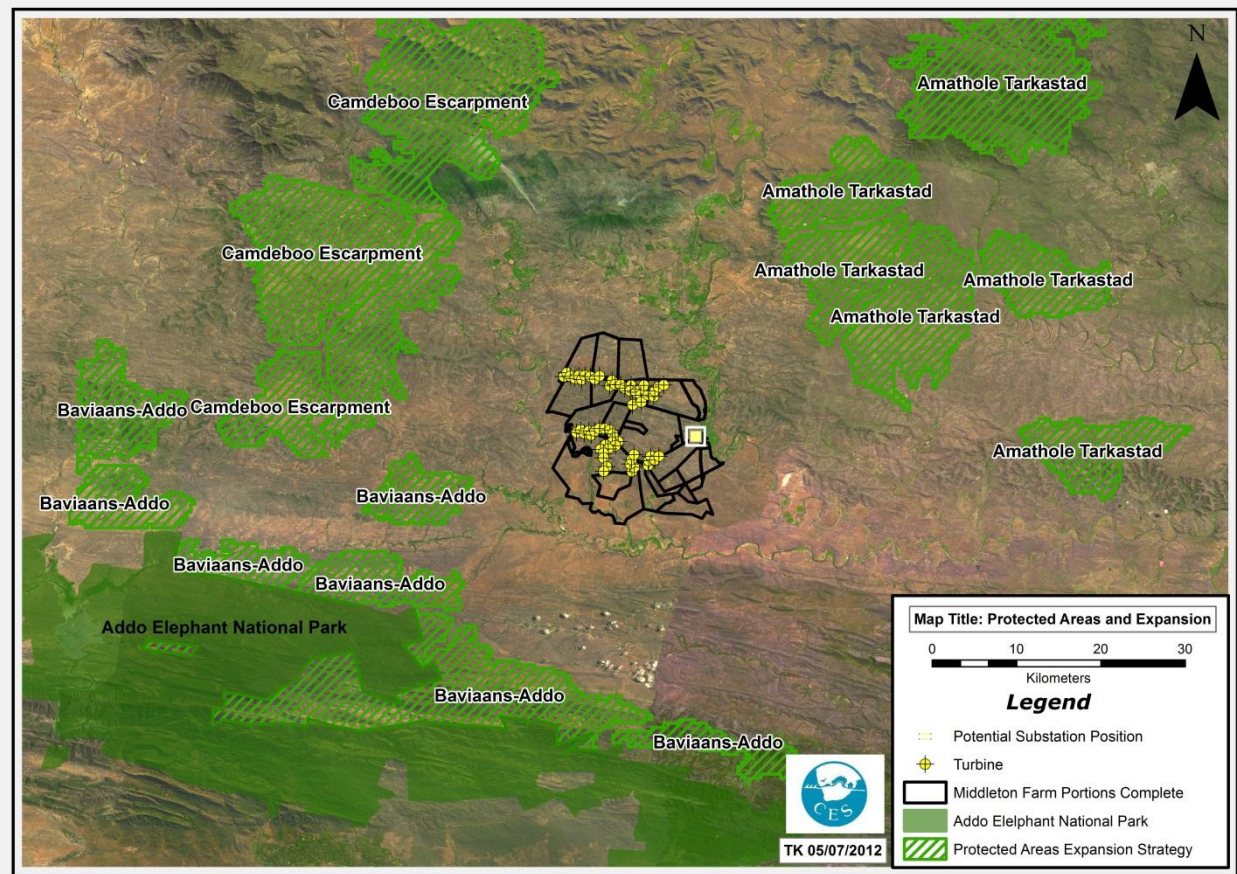 N
Camdeboo Escarpment
Amathole Tarkastad
Amathole Tarkastad
Camdeboo Escarpment
Amathole Tarkastad
Amathole Tarkastad
Amathole Tarkastad
Baviaans-Addo
Camdeboo Escarpment
Amathole Tarkastad
Baviaans-Addo
Baviaans-Addo
Baviaans-Addo
Baviaans-Addo
Addo Elephant National Park
Baviaans-Addo
Baviaans-Addo
CES
TK 05/07/2012
Map Title: Protected Areas and Expansion
0 10 20 30
Kilometers
Legend
Potential Substation Position
Turbine
Middleton Farm Portions Complete
Addo Elelphant National Park
Protected Areas Expansion Strategy